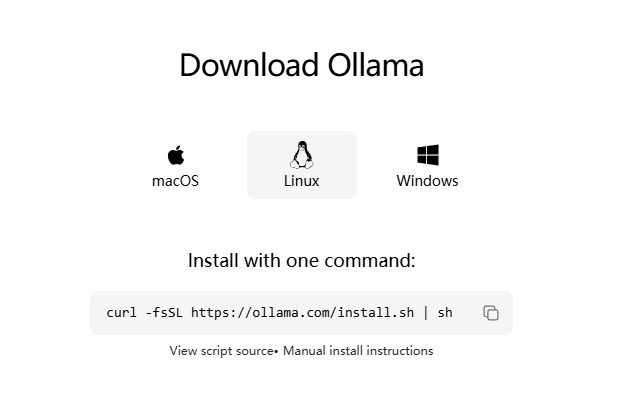 Download Ollama
macOS
Linux
Windows
Install with one command:
curl -fsSL https://ollama.com/install.sh | sh
View script source• Manual install instructions